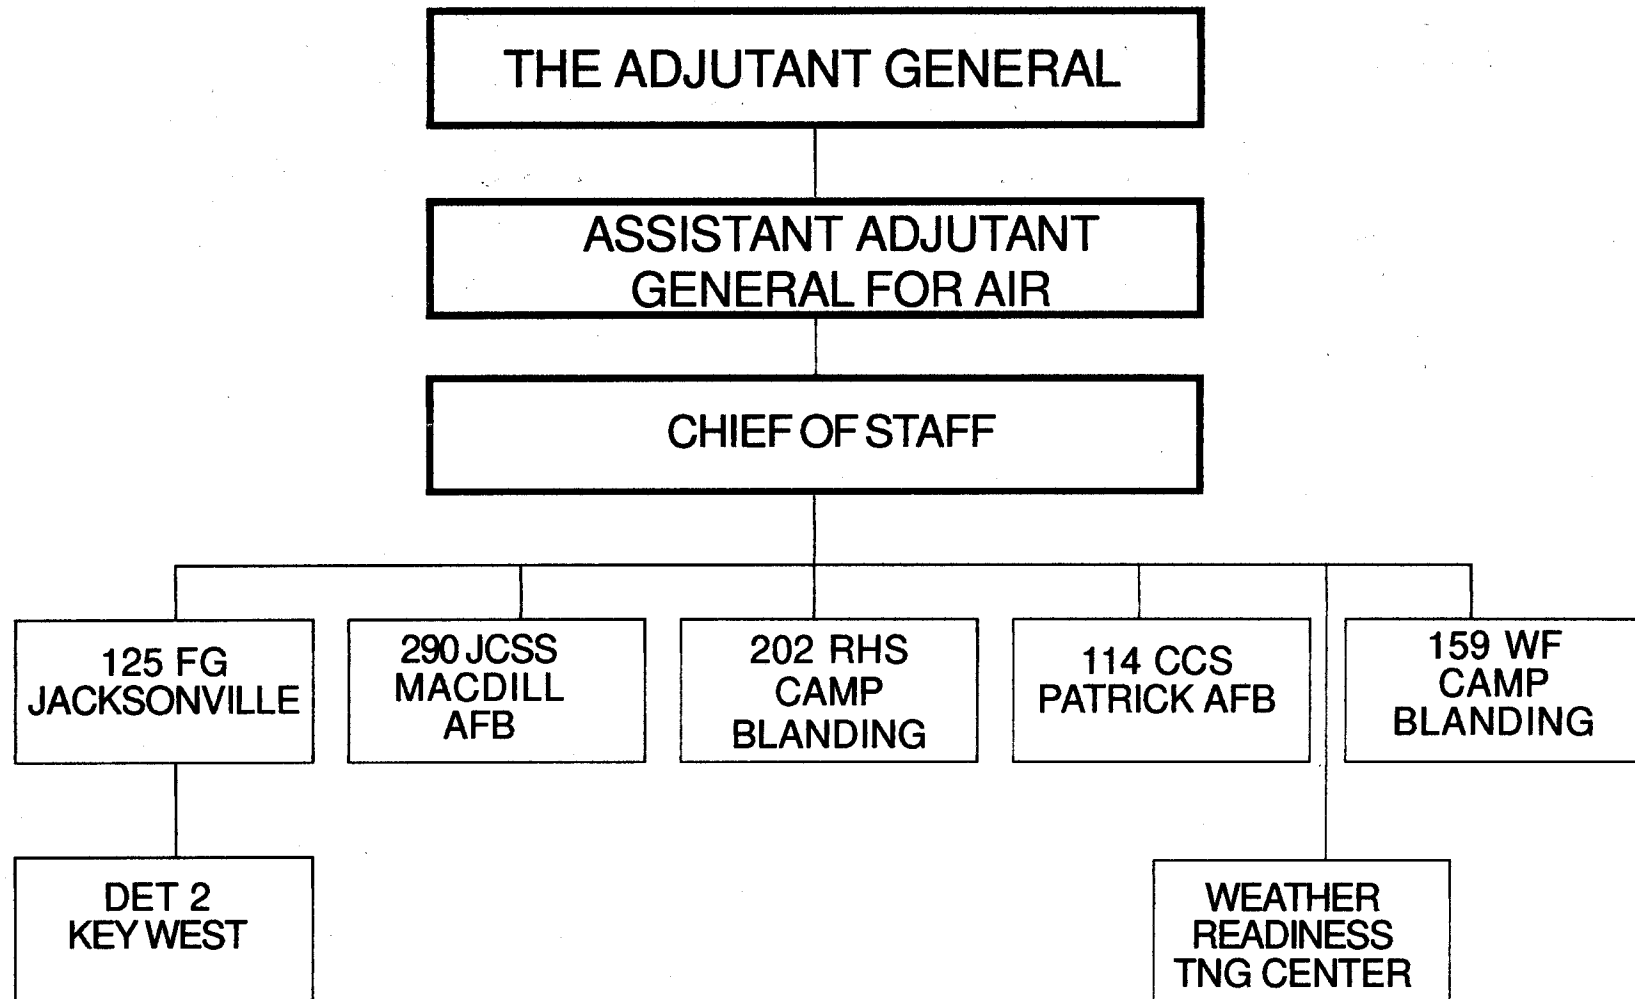 THE ADJUTANT GENERAL
ASSISTANT ADJUTANT
GENERAL FOR AIR
CHIEF OF STAFF
125 FG
JACKSONVILLE
290 JCSS
MACDILL
AFB
202 RHS
CAMP
BLANDING
114 CCS
PATRICK AFB
159 WF
CAMP
BLANDING
DET 2
KEY WEST
WEATHER
READINESS
TNG CENTER